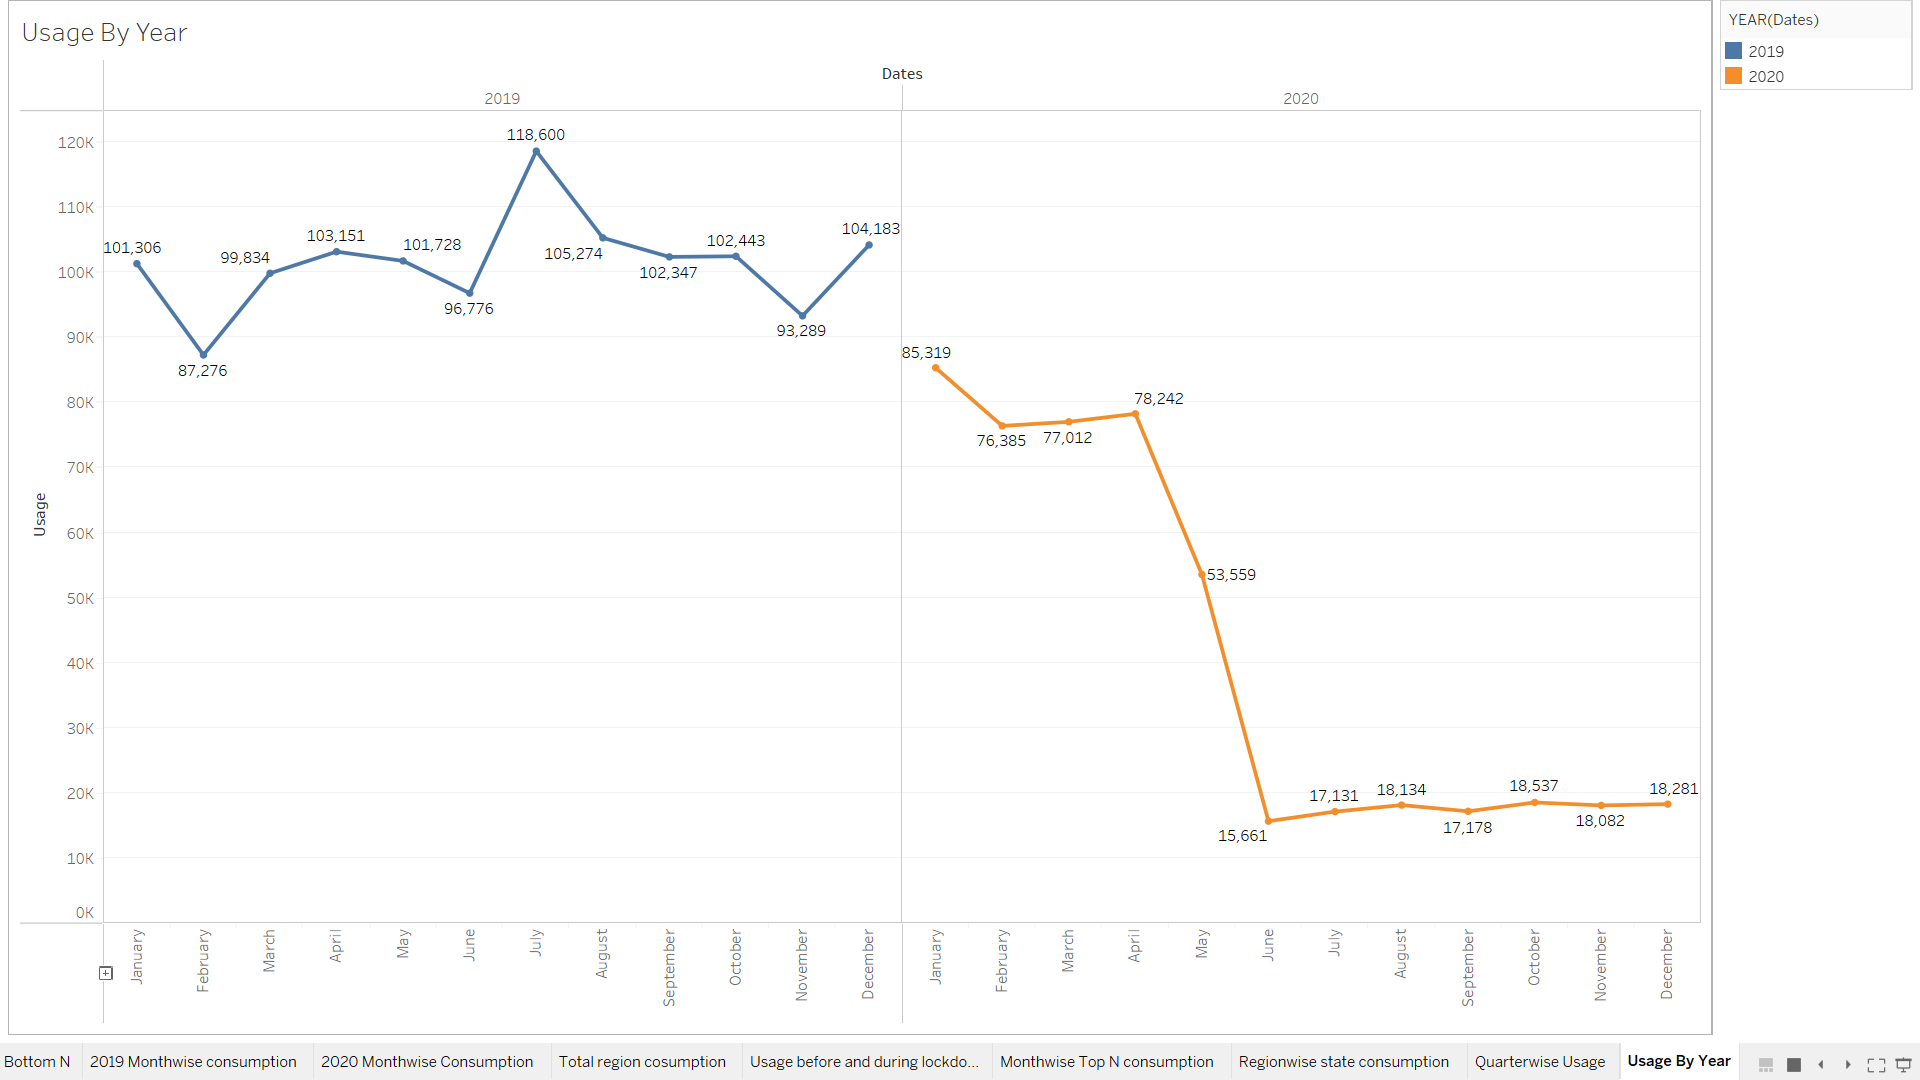 Usage By Year
YEAR(Dates)
2019
2020
Dates
2019
2020
Usage
120K
110K
100K
90K
80K
70K
60K
50K
40K
30K
20K
10K
0K
101,306
87,276
99,834
103,151
101,728
96,776
118,600
105,274
102,347
102,443
93,289
104,183
85,319
76,385
77,012
78,242
53,559
15,661
17,131
18,134
17,178
18,537
18,082
18,281
January
February
March
April
May
June
July
August
September
October
November
December
January
February
March
April
May
June
July
August
September
October
November
December
Bottom N
2019 Monthwise consumption
2020 Monthwise Consumption
Total region cosumption
Usage before and during lockdo...
Monthwise Top N consumption
Regionwise state consumption
Quarterwise Usage
Usage By Year